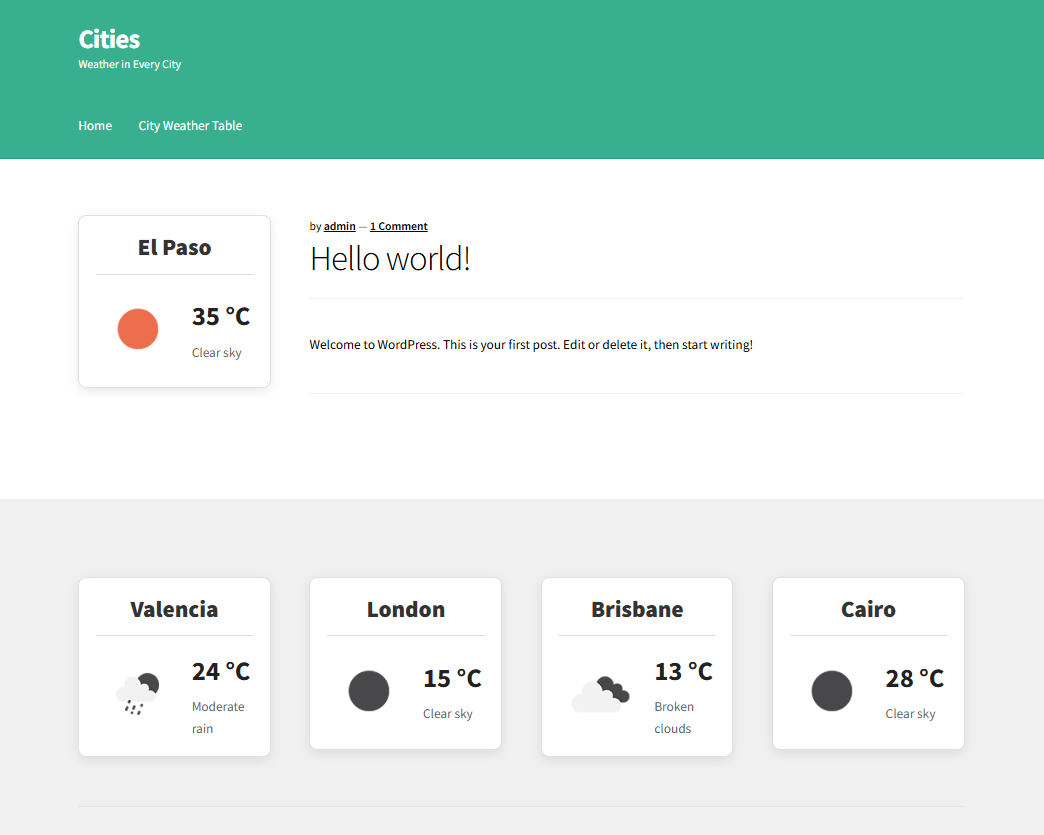 Cities
Weather in Every City
Home City Weather Table
El Paso
35 °C
Clear sky
by admin — 1 Comment
Hello world!
Welcome to WordPress. This is your first post. Edit or delete it, then start writing!
Valencia
24 °C
Moderate
rain
London
15 °C
Clear sky
Brisbane
13 °C
Broken
clouds
Cairo
28 °C
Clear sky